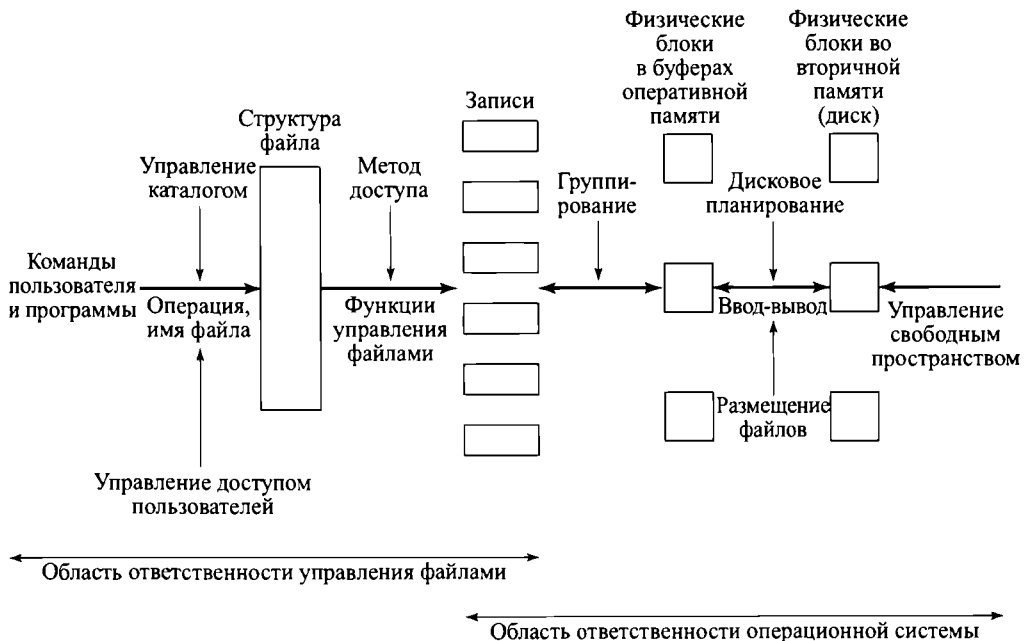 Физические
блоки
в буферах
оперативной
памяти
Физические
блоки во
вторичной
памяти
(диск)
Записи
Структура
файла
Управление
каталогом
Метод
доступа
Группи-
рование
Дисковое
планирование
Команды
пользователя
и программы
Операция,
имя файла
Функции
управления
файлами
Ввод-вывод
Управление
свободным
пространством
Размещение
файлов
Управление доступом
пользователей
Область ответственности управления файлами
Область ответственности операционной системы